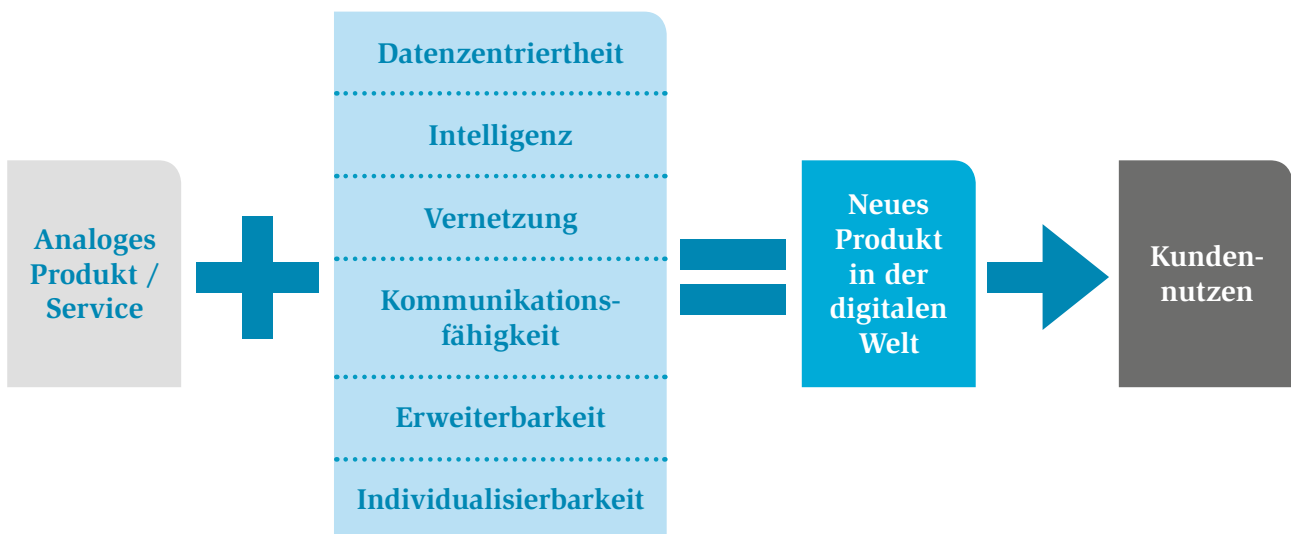 Analoges
Produkt /
Service
Datenzentriertheit
Intelligenz
Vernetzung
Kommunikations-
fähigkeit
Erweiterbarkeit
Individualisierbarkeit
Neues
Produkt
in der
digitalen
Welt
Kunden-
nutzen